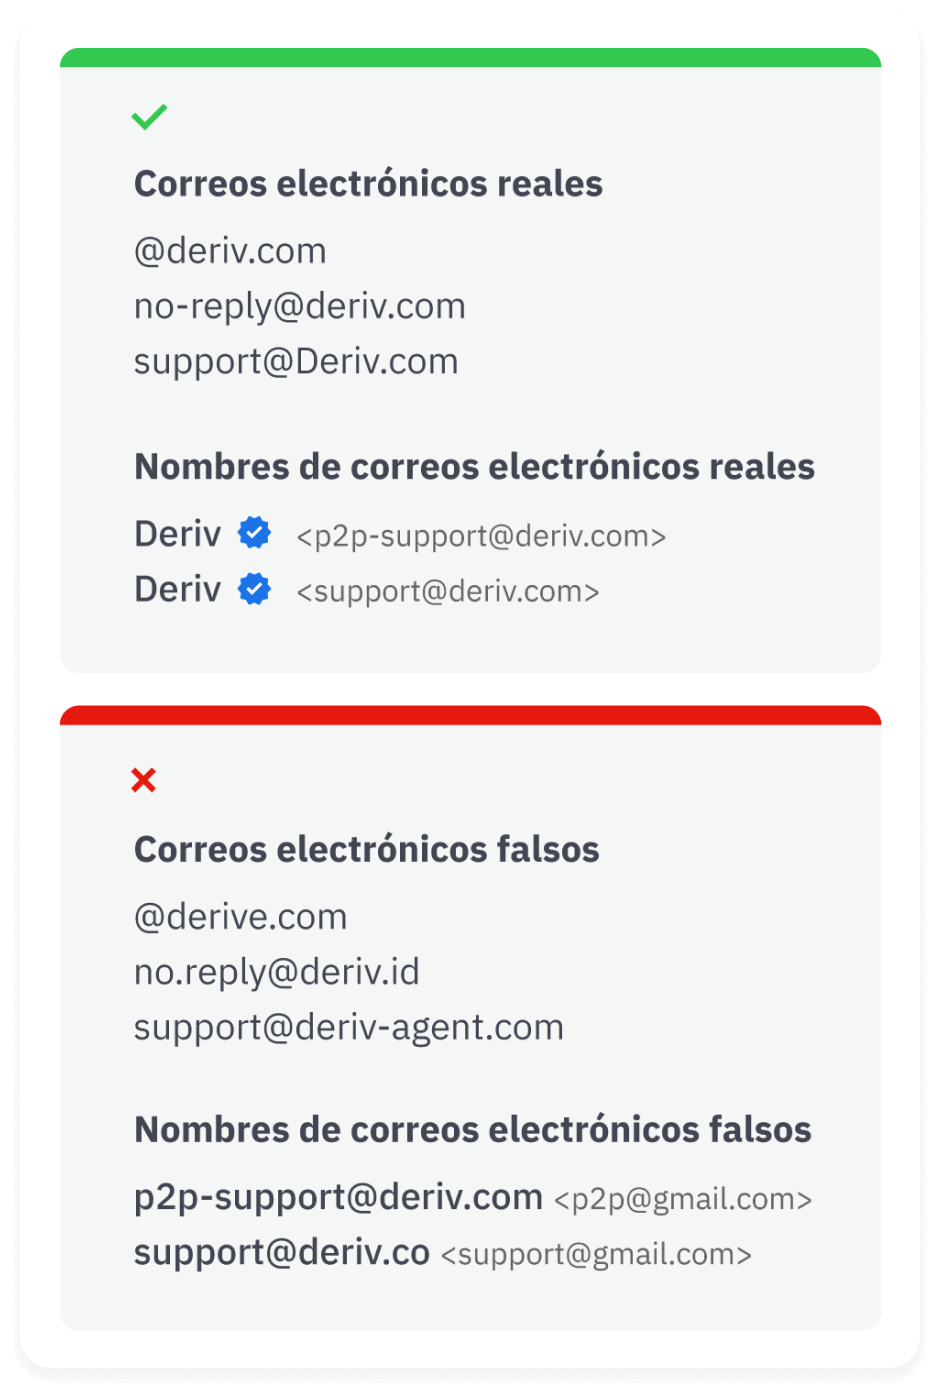 Correos electrónicos reales
@deriv.com
no-reply@deriv.com
support@Deriv.com
Nombres de correos electrónicos reales
Deriv <p2p-support@deriv.com>
Deriv <support@deriv.com>
Correos electrónicos falsos
@derive.com
no.reply@deriv.id
support@deriv-agent.com
Nombres de correos electrónicos falsos
p2p-support@deriv.com <p2p@gmail.com>
support@deriv.co <support@gmail.com>